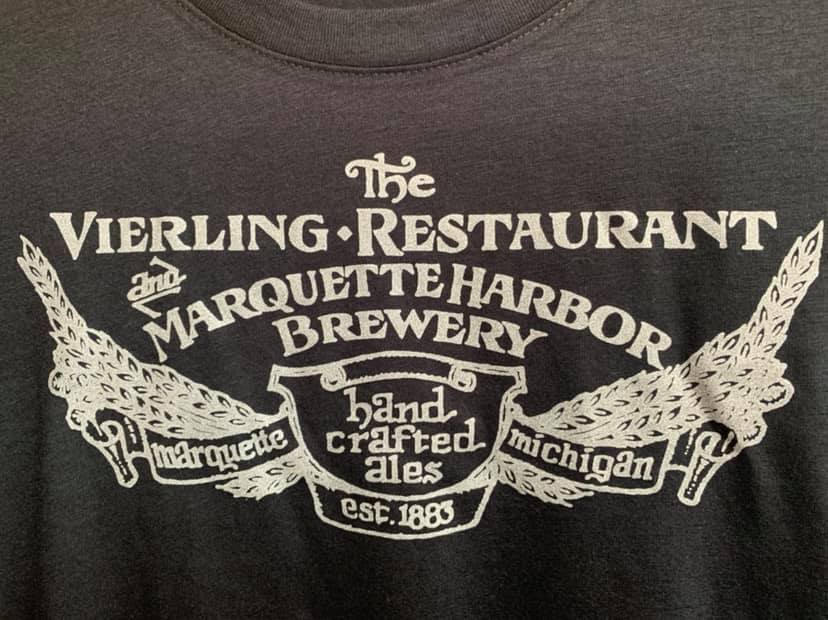 The
VIERLING · RESTAURANT
and
MARQUETTE HARBOR
BREWERY
hand
crafted
ales
marquette
michigan
est. 1883